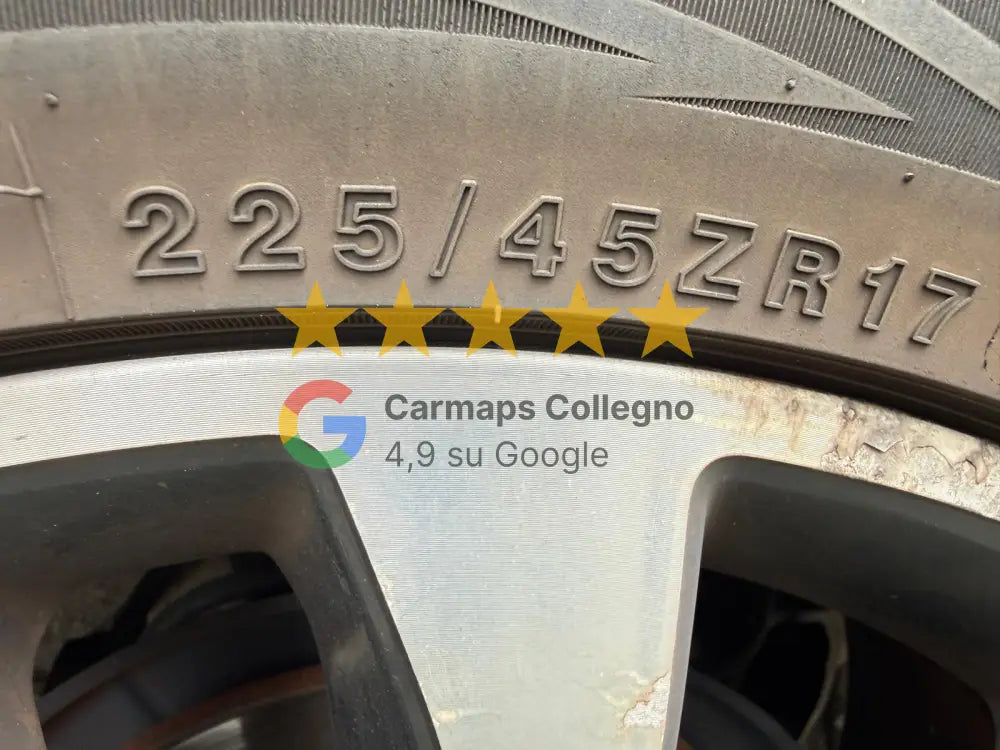 225/45ZR17
Carmaps Collegno
4,9 su Google